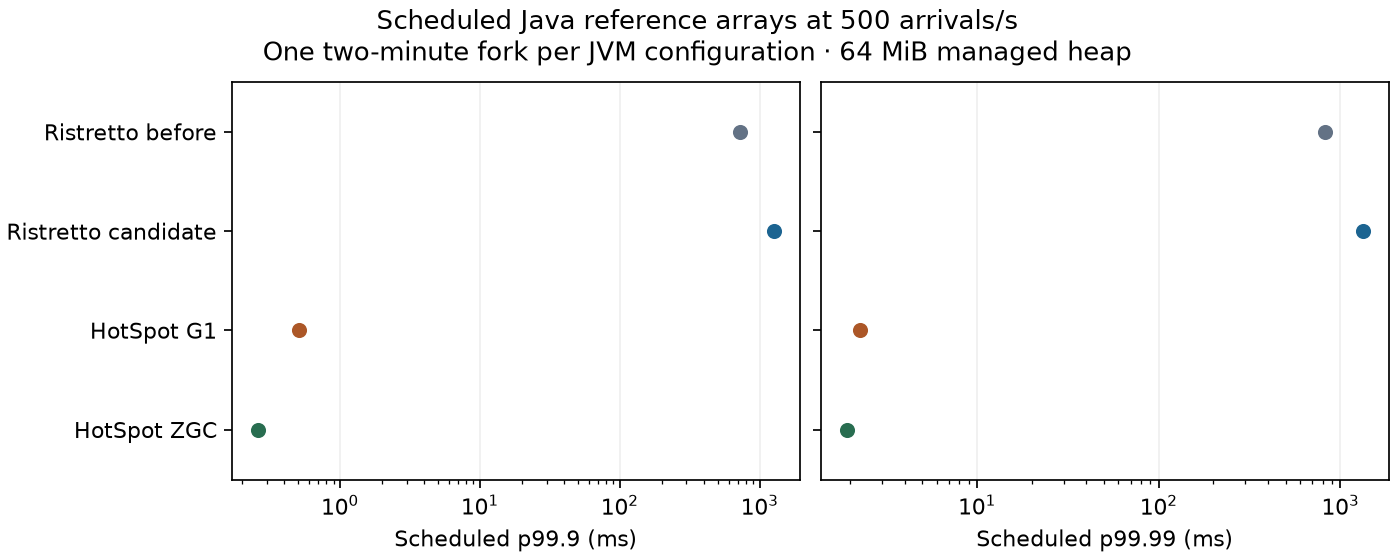 Scheduled Java reference arrays at 500 arrivals/s
One two-minute fork per JVM configuration · 64 MiB managed heap
Ristretto before
Ristretto candidate
HotSpot G1
HotSpot ZGC
10⁰ 10¹ 10² 10³
Scheduled p99.9 (ms)
10¹ 10² 10³
Scheduled p99.99 (ms)